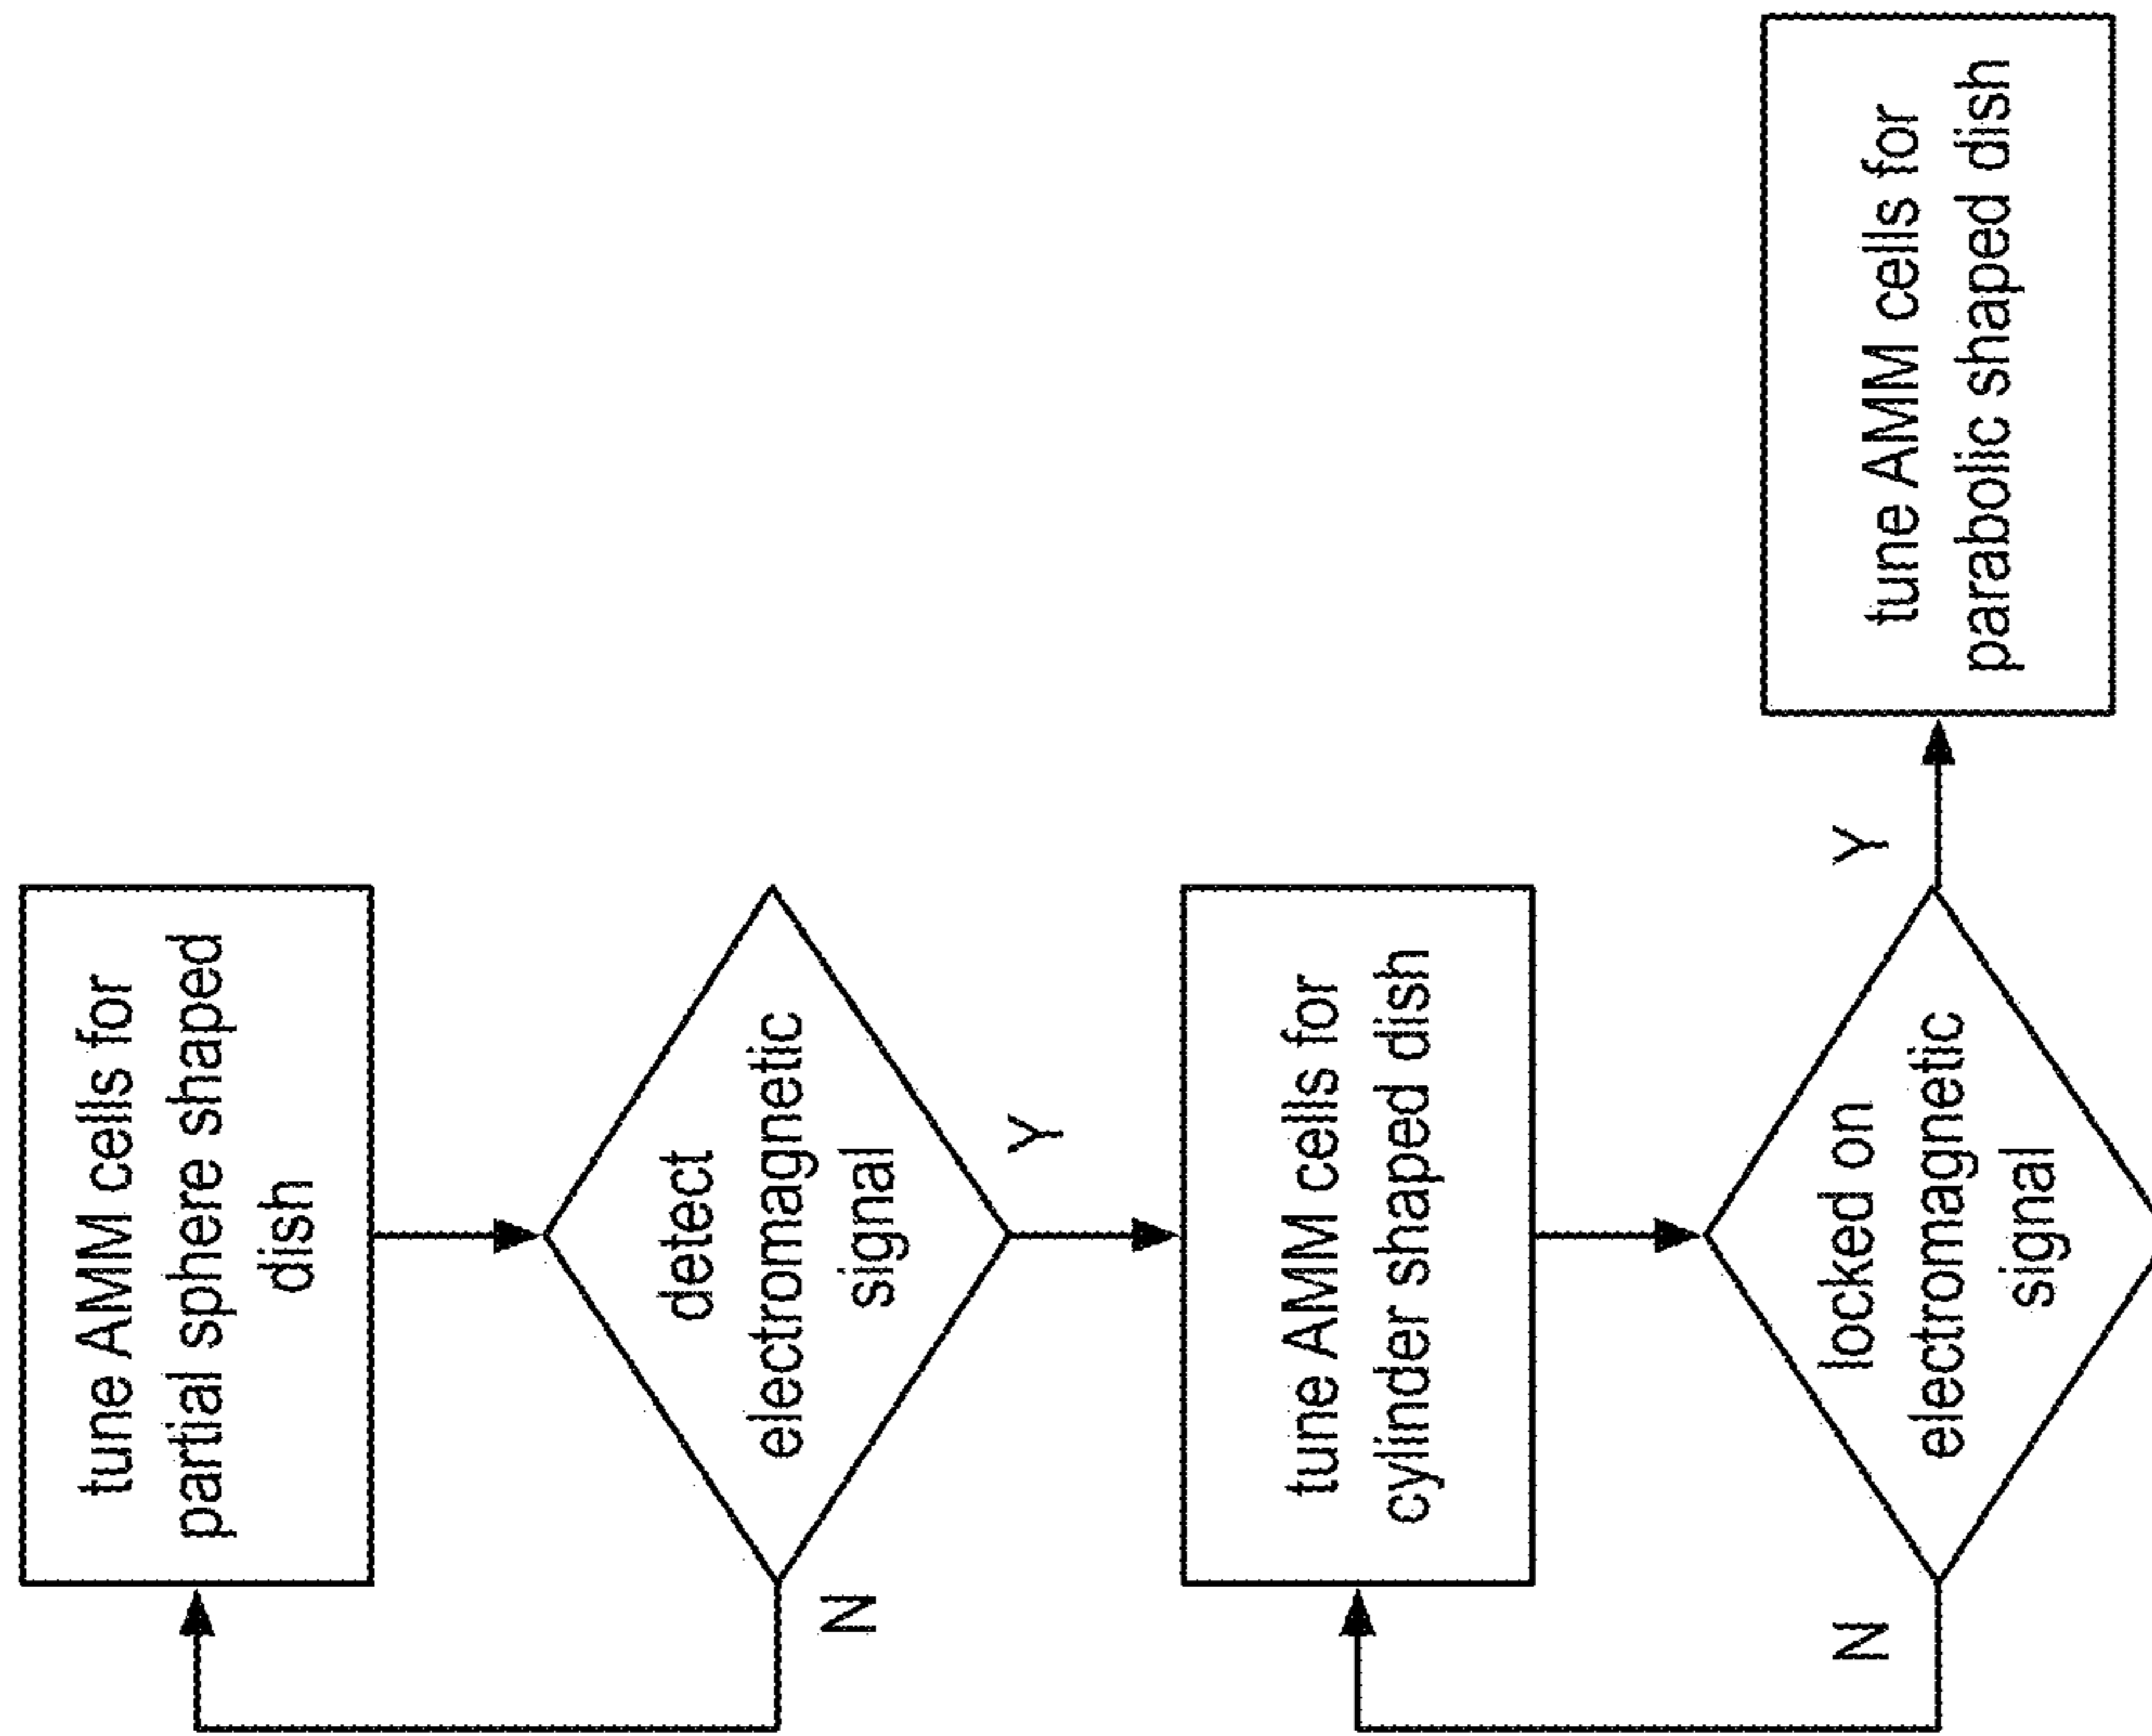 tune AMM cells for
partial sphere shaped
dish
detect
electromagnetic
signal
N
Y
tune AMM cells for
cylinder shaped dish
locked on
electromagnetic
signal
N
Y
tune AMM cells for
parabolic shaped dish